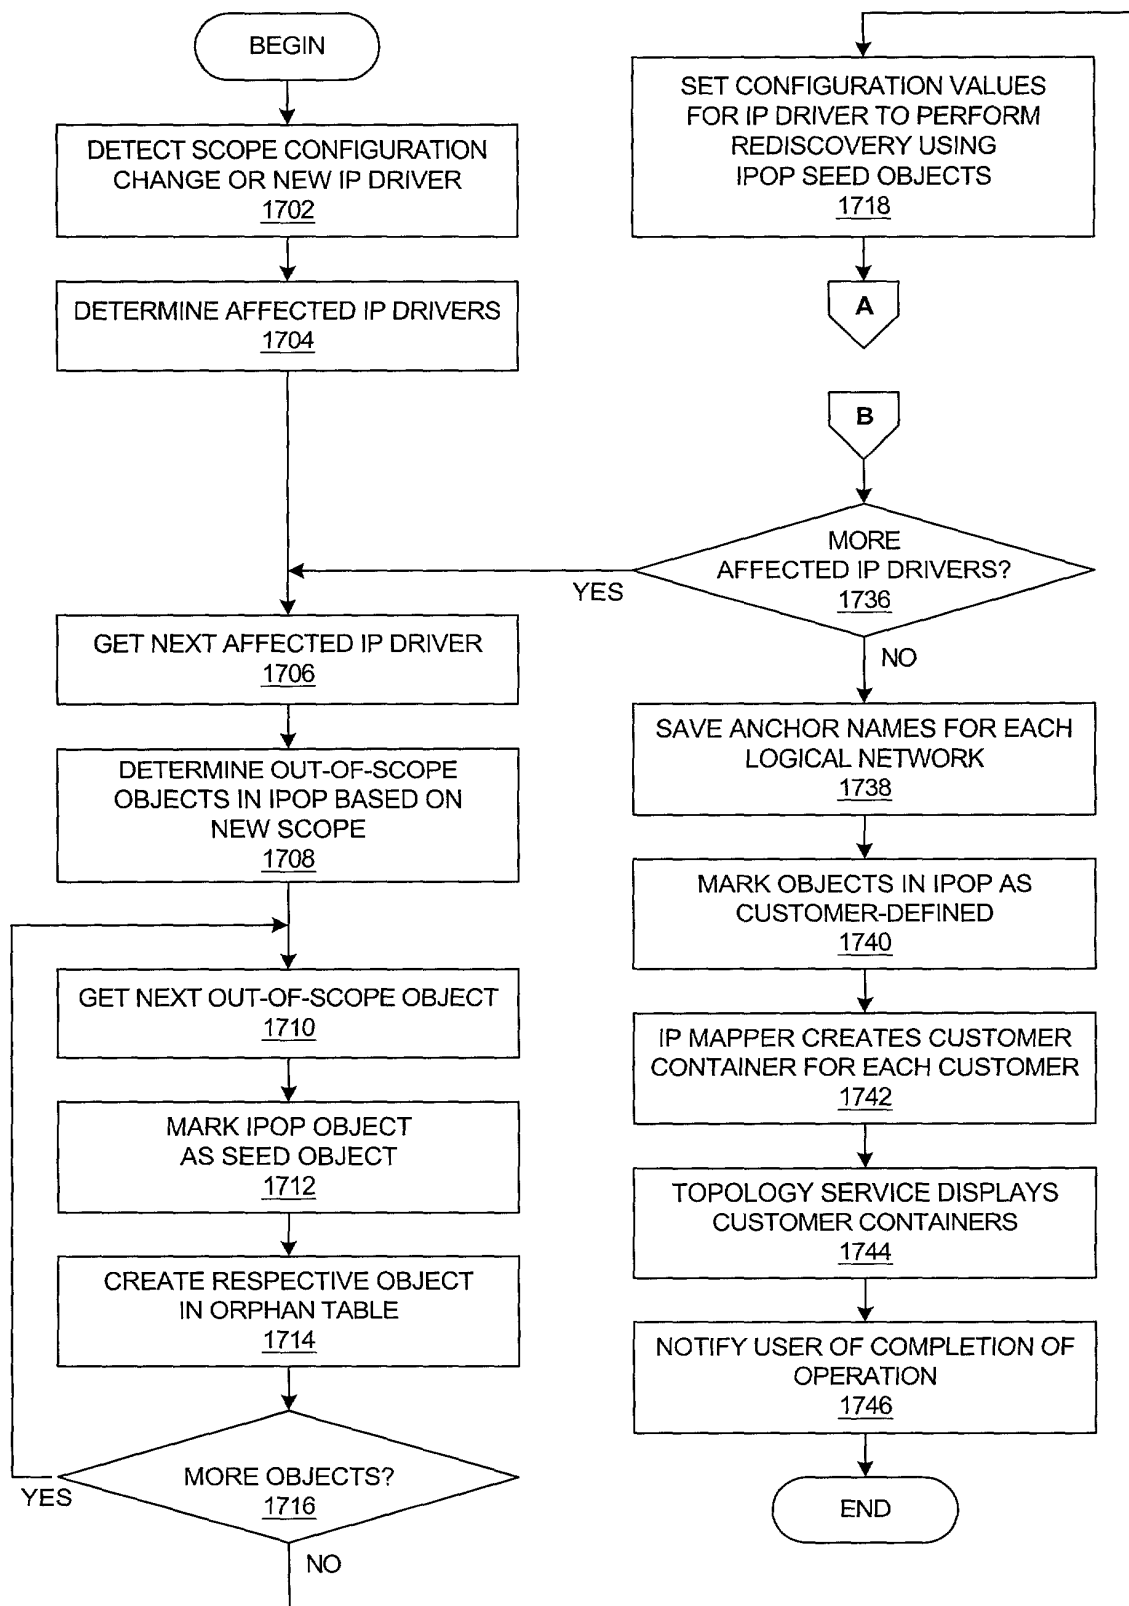 BEGIN
DETECT SCOPE CONFIGURATION
CHANGE OR NEW IP DRIVER
1702
DETERMINE AFFECTED IP DRIVERS
1704
GET NEXT AFFECTED IP DRIVER
1706
DETERMINE OUT-OF-SCOPE
OBJECTS IN IPOP BASED ON
NEW SCOPE
1708
GET NEXT OUT-OF-SCOPE OBJECT
1710
MARK IPOP OBJECT
AS SEED OBJECT
1712
CREATE RESPECTIVE OBJECT
IN ORPHAN TABLE
1714
MORE OBJECTS?
1716
YES
NO
SET CONFIGURATION VALUES
FOR IP DRIVER TO PERFORM
REDISCOVERY USING
IPOP SEED OBJECTS
1718
A
B
MORE
AFFECTED IP DRIVERS?
1736
YES
NO
SAVE ANCHOR NAMES FOR EACH
LOGICAL NETWORK
1738
MARK OBJECTS IN IPOP AS
CUSTOMER-DEFINED
1740
IP MAPPER CREATES CUSTOMER
CONTAINER FOR EACH CUSTOMER
1742
TOPOLOGY SERVICE DISPLAYS
CUSTOMER CONTAINERS
1744
NOTIFY USER OF COMPLETION OF
OPERATION
1746
END